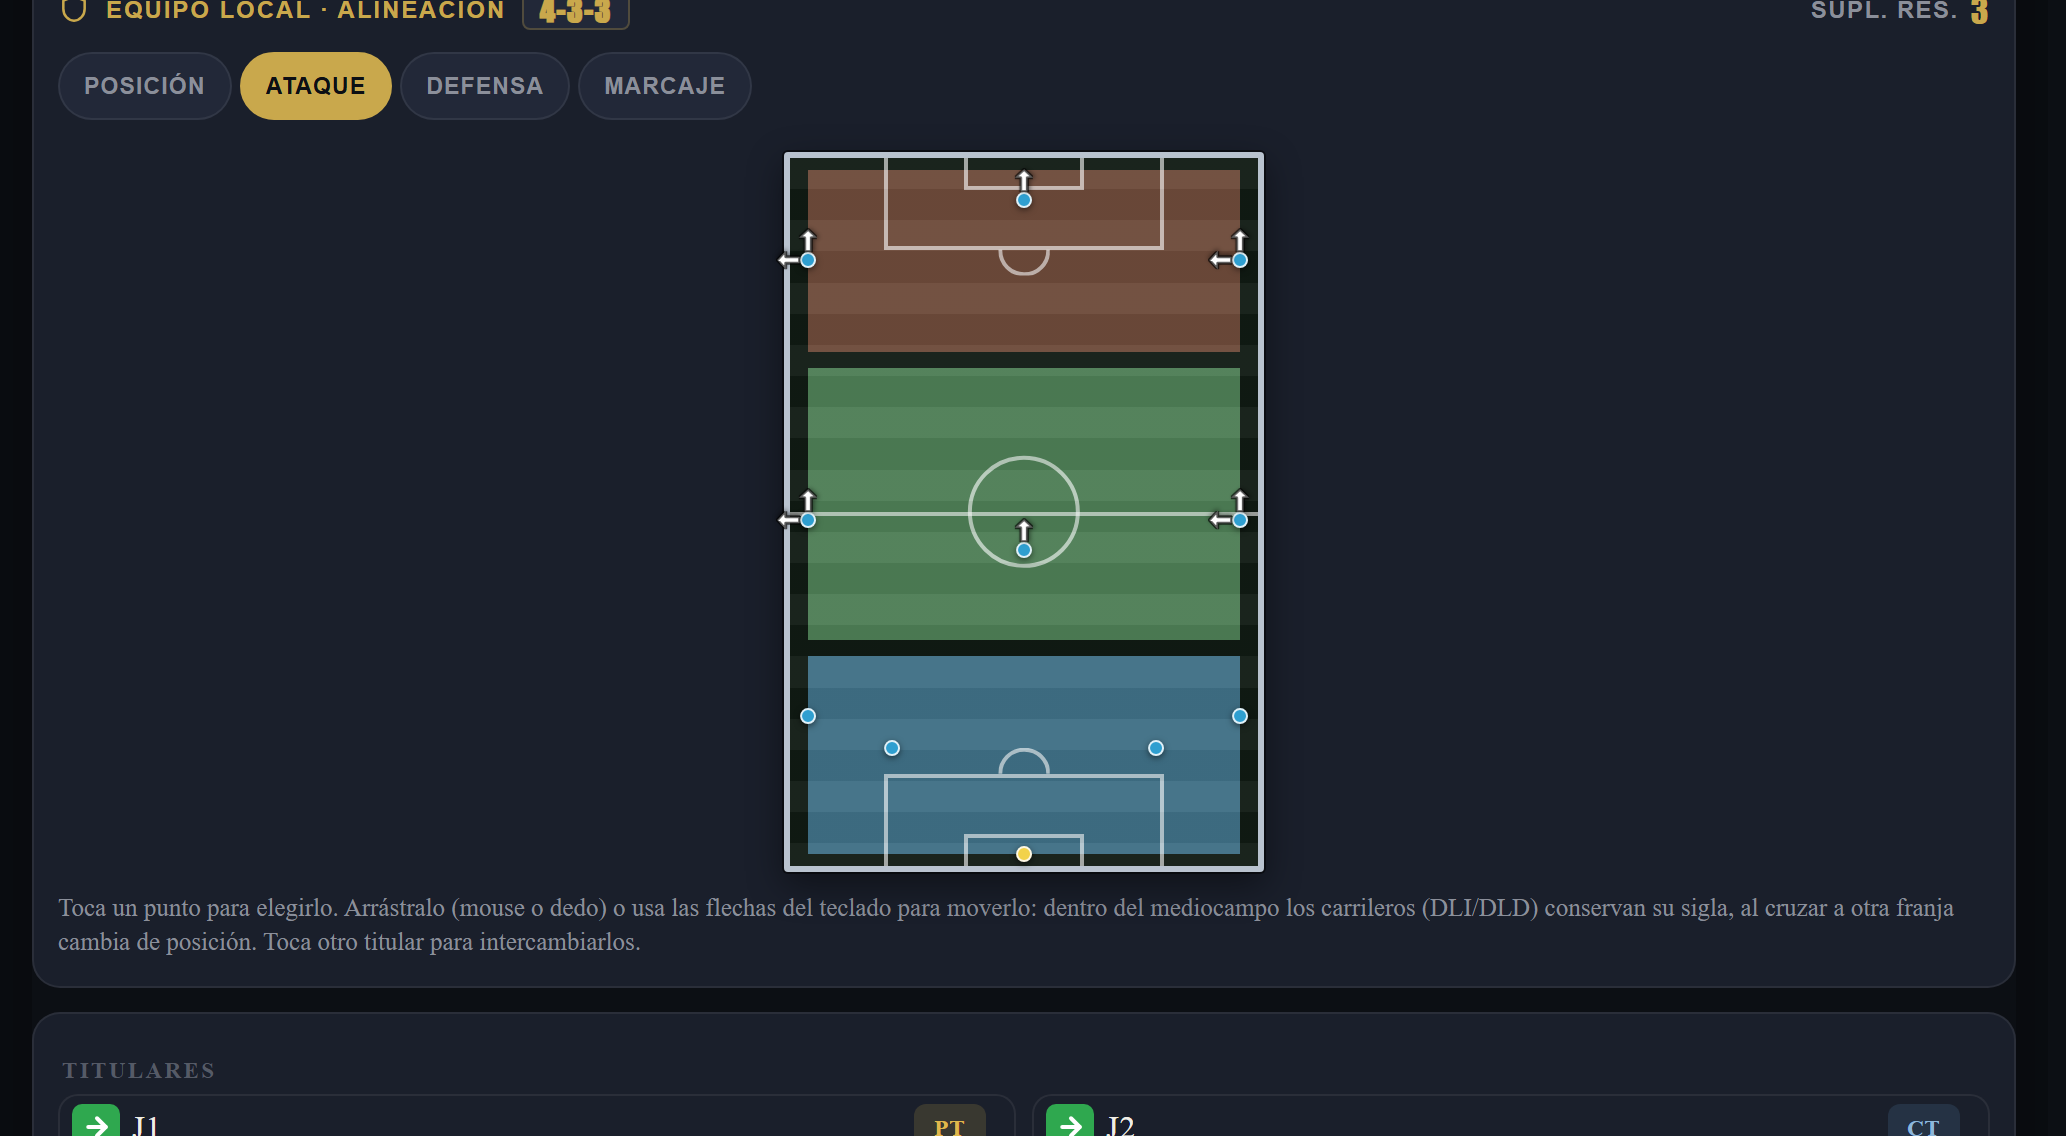 EQUIPO LOCAL · ALINEACIÓN 4-3-3 SUPL. RES. 3
POSICIÓN ATAQUE DEFENSA MARCAJE
Toca un punto para elegirlo. Arrástralo (mouse o dedo) o usa las flechas del teclado para moverlo: dentro del mediocampo los carrileros (DLI/DLD) conservan su sigla, al cruzar a otra franja
cambia de posición. Toca otro titular para intercambiarlos.
TITULARES
J1 PT J2 CT